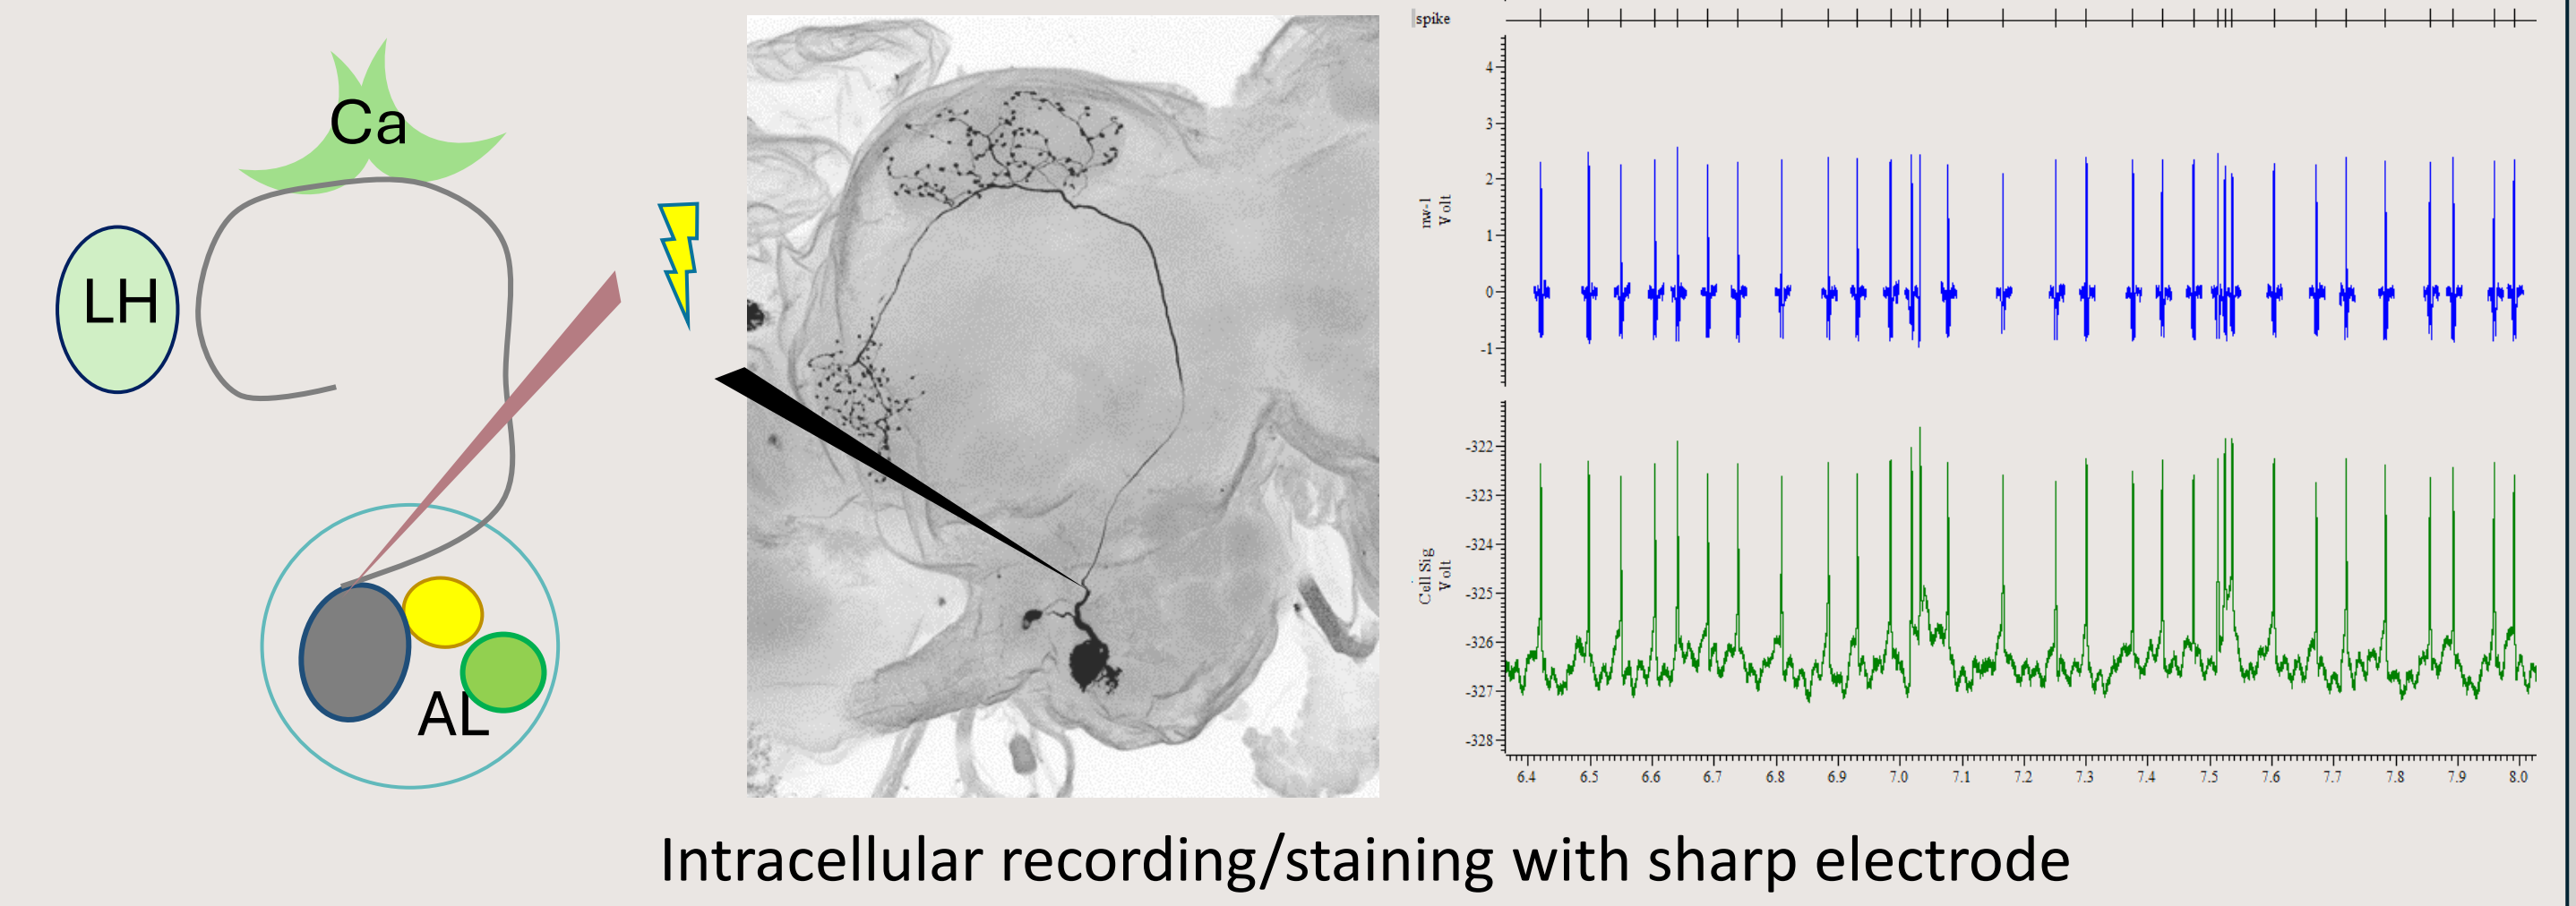 Ca
LH
AL
spike
4
3
2
1
0
-1
nw-1
Volt
-322
-323
-324
-325
-326
-327
-328
Cell Sig
Volt
6.4 6.5 6.6 6.7 6.8 6.9 7.0 7.1 7.2 7.3 7.4 7.5 7.6 7.7 7.8 7.9 8.0
Intracellular recording/staining with sharp electrode